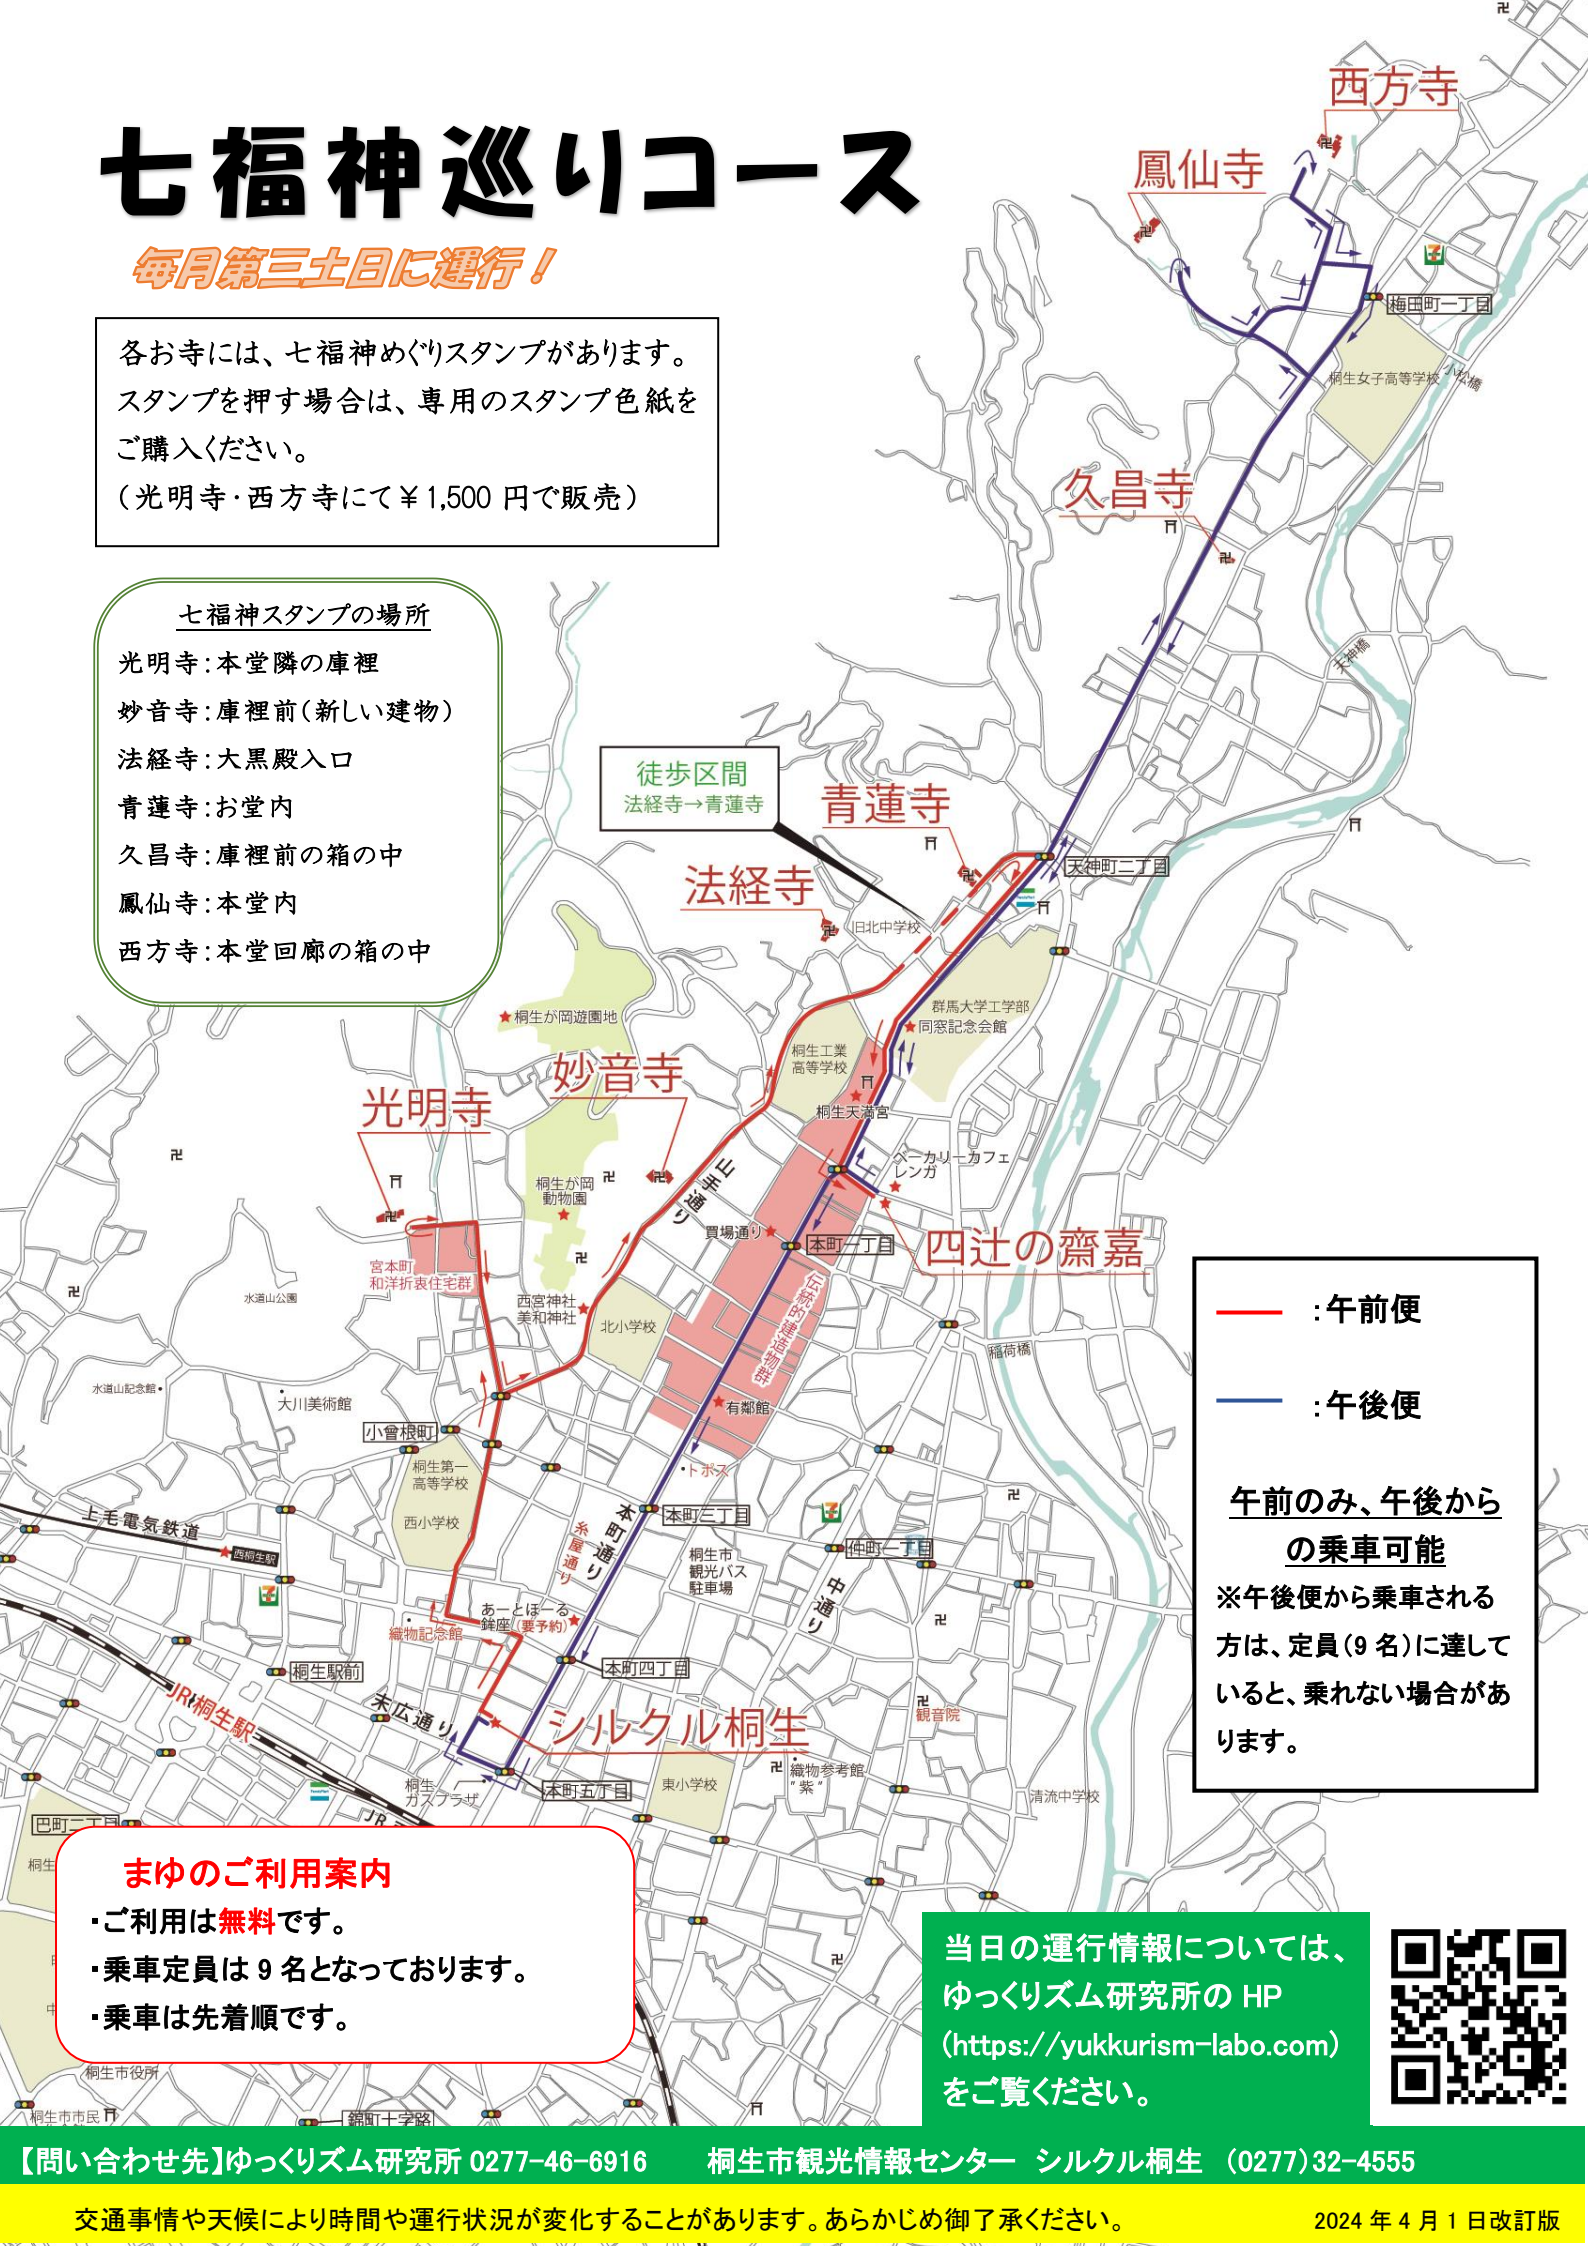 七福神巡りコース
毎月第三土日に運行！
各お寺には、七福神めぐりスタンプがあります。
スタンプを押す場合は、専用のスタンプ色紙を
ご購入ください。
（光明寺・西方寺にて￥1,500 円で販売）
七福神スタンプの場所
光明寺：本堂隣の庫裡
妙音寺：庫裡前（新しい建物）
法経寺：大黒殿入口
青蓮寺：お堂内
久昌寺：庫裡前の箱の中
鳳仙寺：本堂内
西方寺：本堂回廊の箱の中
西方寺
鳳仙寺
梅田町一丁目
桐生女子高等学校
小松橋
久昌寺
天神橋
徒歩区間
法経寺→青蓮寺
青蓮寺
天神町二丁目
法経寺
旧北中学校
群馬大学工学部
同窓記念会館
桐生が岡遊園地
桐生工業
高等学校
妙音寺
光明寺
桐生天満宮
ベーカリーカフェ
レンガ
山手通り
桐生が岡
動物園
買場通り
本町一丁目
四辻の齋嘉
宮本町
和洋折衷住宅群
水道山公園
西宮神社
美和神社
北小学校
伝統的建造物群
稲荷橋
水道山記念館
大川美術館
有鄰館
小曾根町
桐生第一
高等学校
トポス
西小学校
上毛電気鉄道
西桐生駅
本町通り
糸屋通り
本町三丁目
仲町一丁目
桐生市
観光バス
駐車場
中通り
あーとほーる
鉾座（要予約）
織物記念館
桐生駅前
本町四丁目
JR桐生駅
末広通り
シルクル桐生
観音院
桐生
ガスプラザ
本町五丁目
東小学校
織物参考館
"紫"
清流中学校
JR
巴町二丁目
桐生
:午前便
:午後便
午前のみ、午後から
の乗車可能
※午後便から乗車される
方は、定員（9 名）に達して
いると、乗れない場合があ
ります。
まゆのご利用案内
・ご利用は無料です。
・乗車定員は 9 名となっております。
・乗車は先着順です。
桐生市役所
桐生市市民
錦町十字路
当日の運行情報については、
ゆっくりズム研究所の HP
（https://yukkurism-labo.com）
をご覧ください。
【問い合わせ先】ゆっくりズム研究所 0277-46-6916　　桐生市観光情報センター　シルクル桐生　（0277）32-4555
交通事情や天候により時間や運行状況が変化することがあります。あらかじめ御了承ください。
2024 年 4 月 1 日改訂版